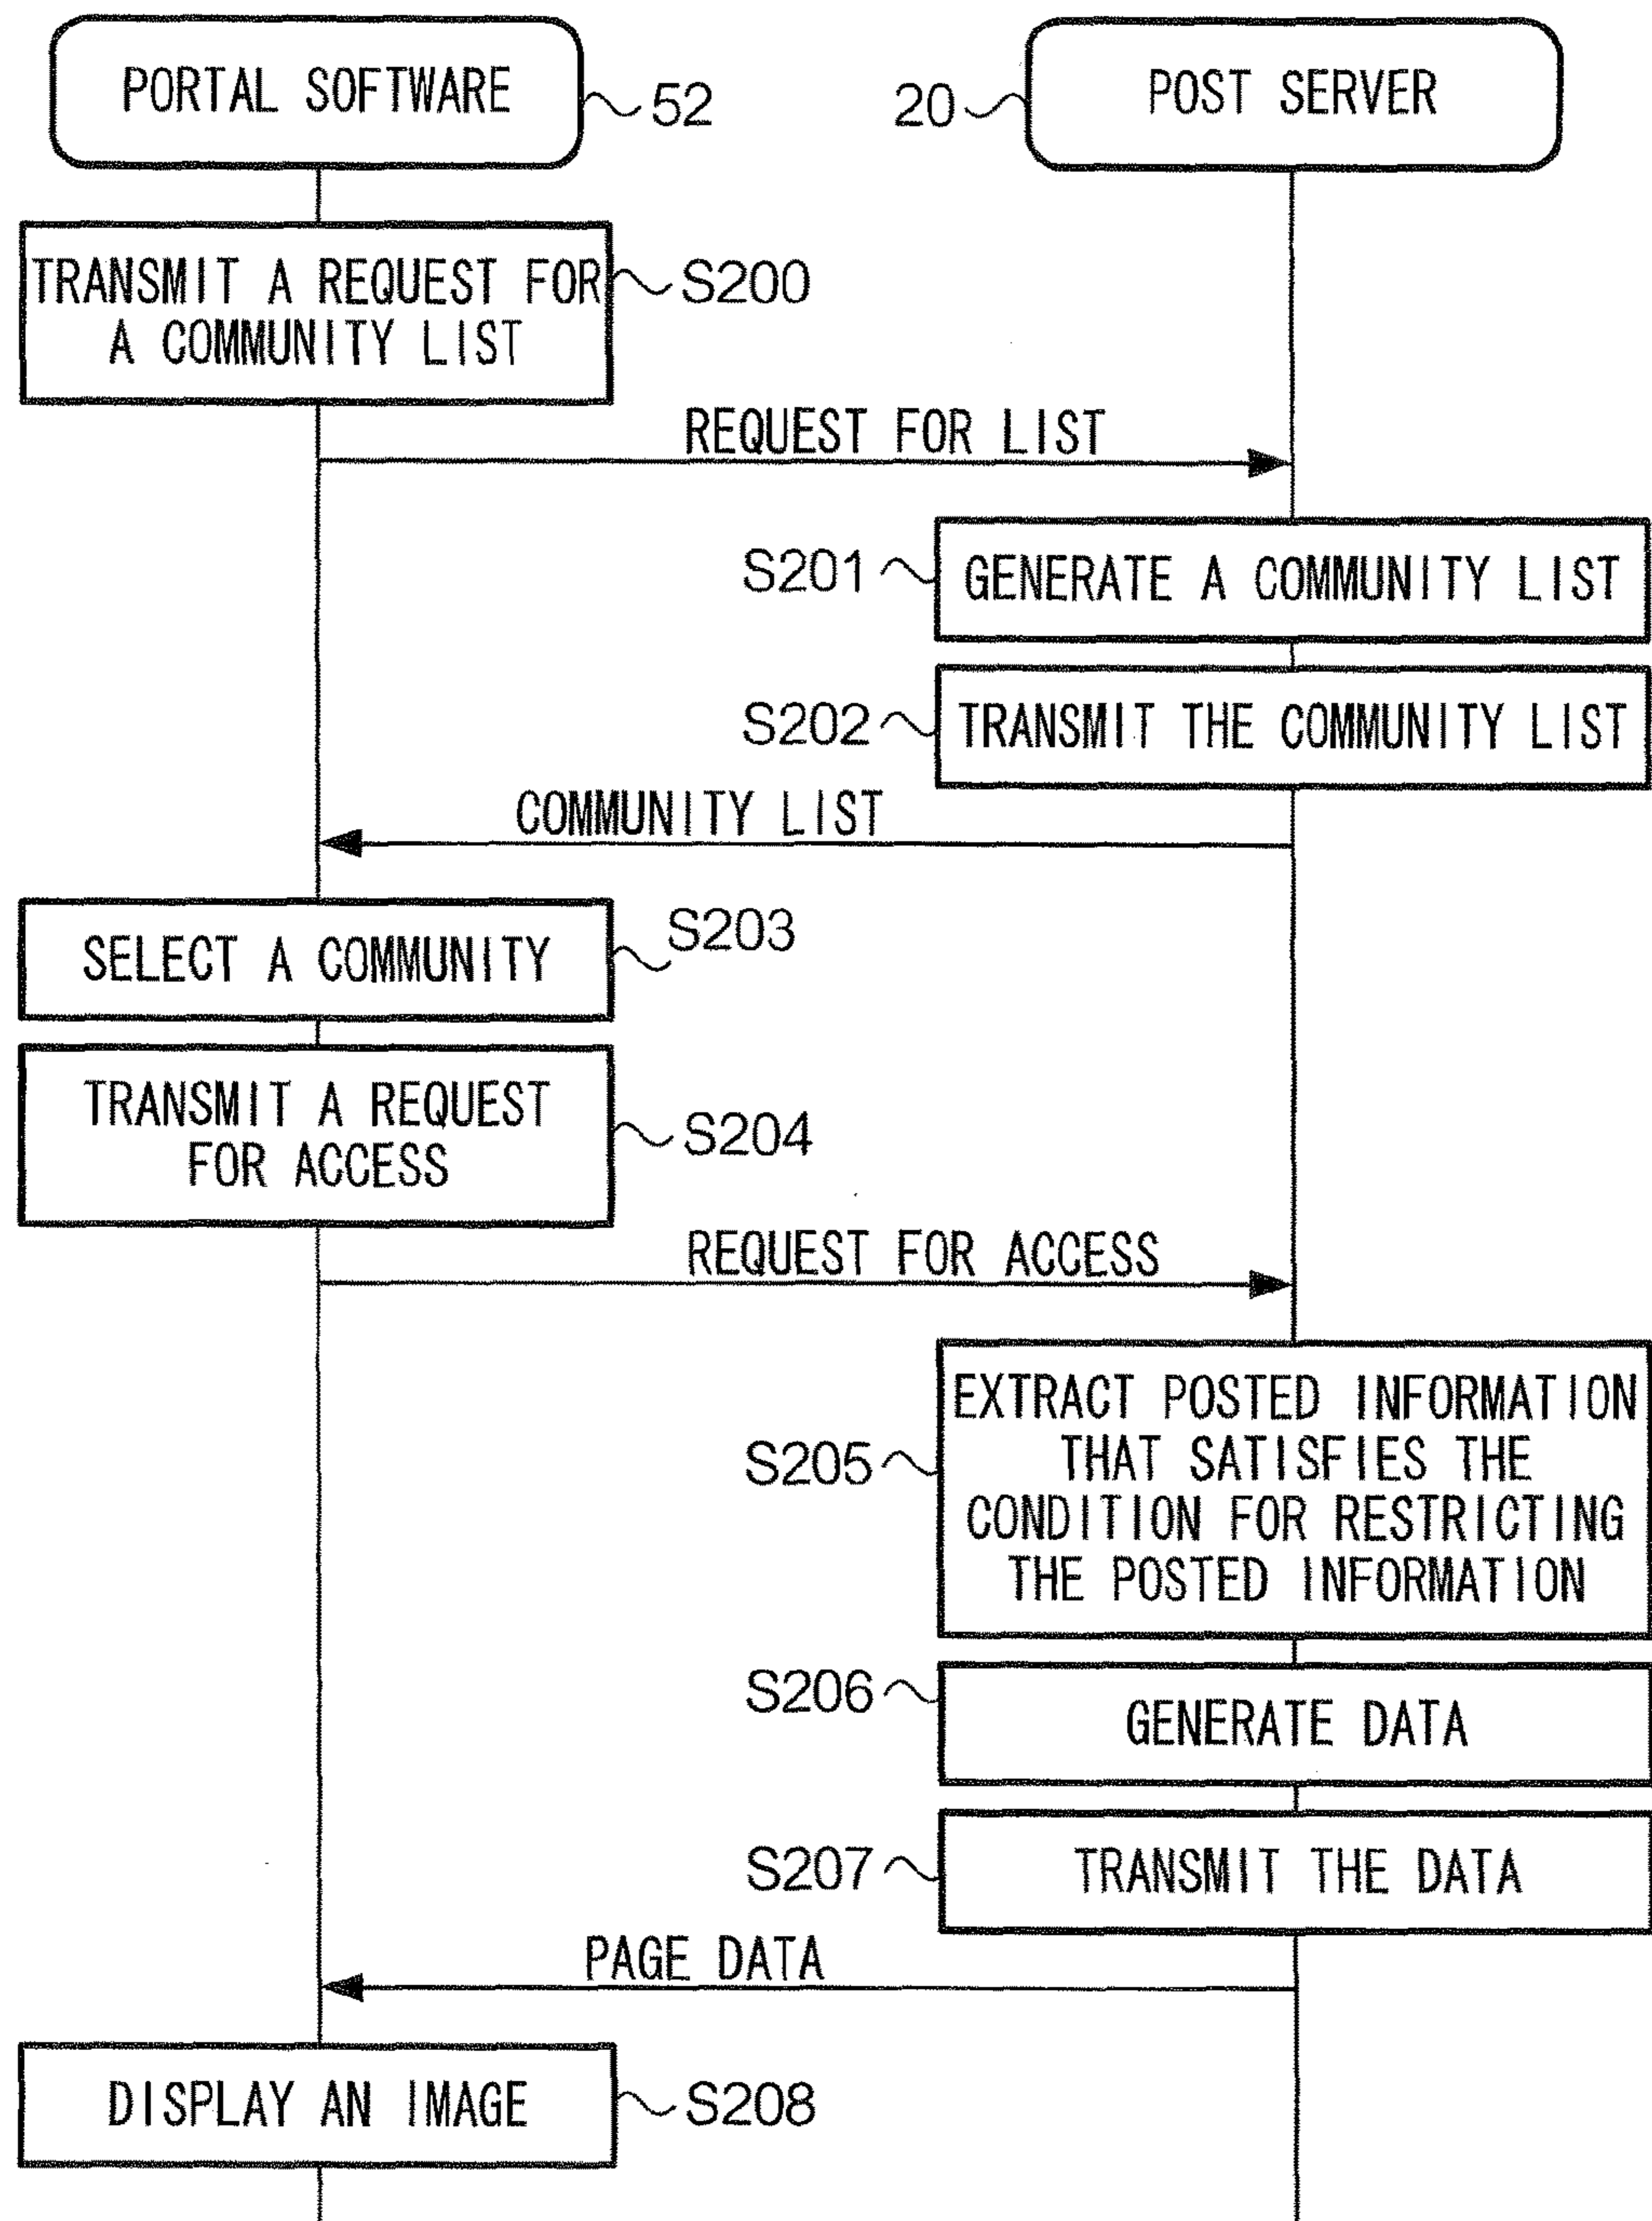 PORTAL SOFTWARE
52
20
POST SERVER
TRANSMIT A REQUEST FOR
A COMMUNITY LIST
S200
REQUEST FOR LIST
S201
GENERATE A COMMUNITY LIST
S202
TRANSMIT THE COMMUNITY LIST
COMMUNITY LIST
SELECT A COMMUNITY
S203
TRANSMIT A REQUEST
FOR ACCESS
S204
REQUEST FOR ACCESS
S205
EXTRACT POSTED INFORMATION
THAT SATISFIES THE
CONDITION FOR RESTRICTING
THE POSTED INFORMATION
S206
GENERATE DATA
S207
TRANSMIT THE DATA
PAGE DATA
DISPLAY AN IMAGE
S208